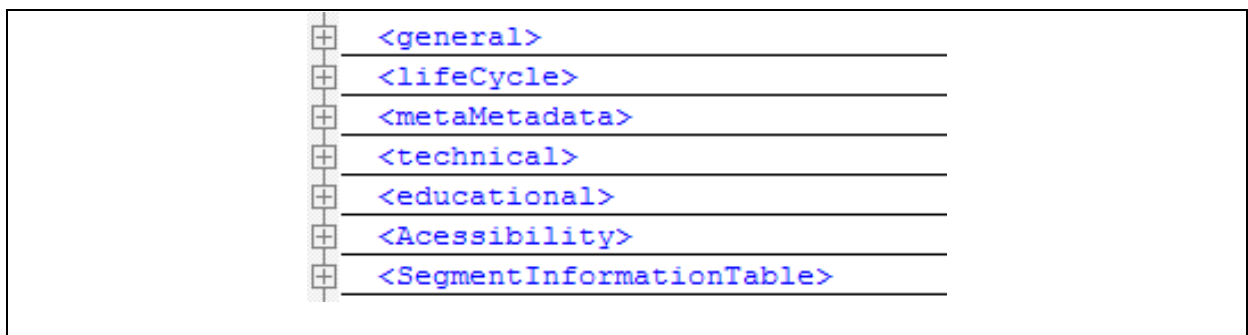 <general>
<lifeCycle>
<metaMetadata>
<technical>
<educational>
<Acessibility>
<SegmentInformationTable>